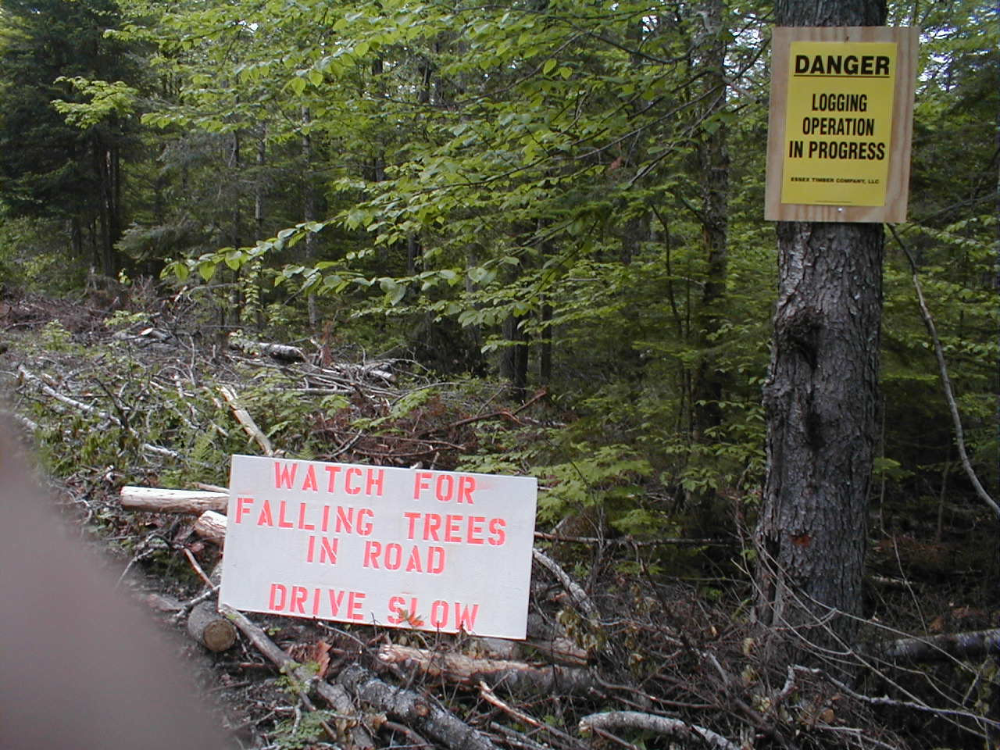 DANGER
LOGGING
OPERATION
IN PROGRESS
ESSEX TIMBER COMPANY, LLC
WATCH FOR
FALLING TREES
IN ROAD
DRIVE SLOW